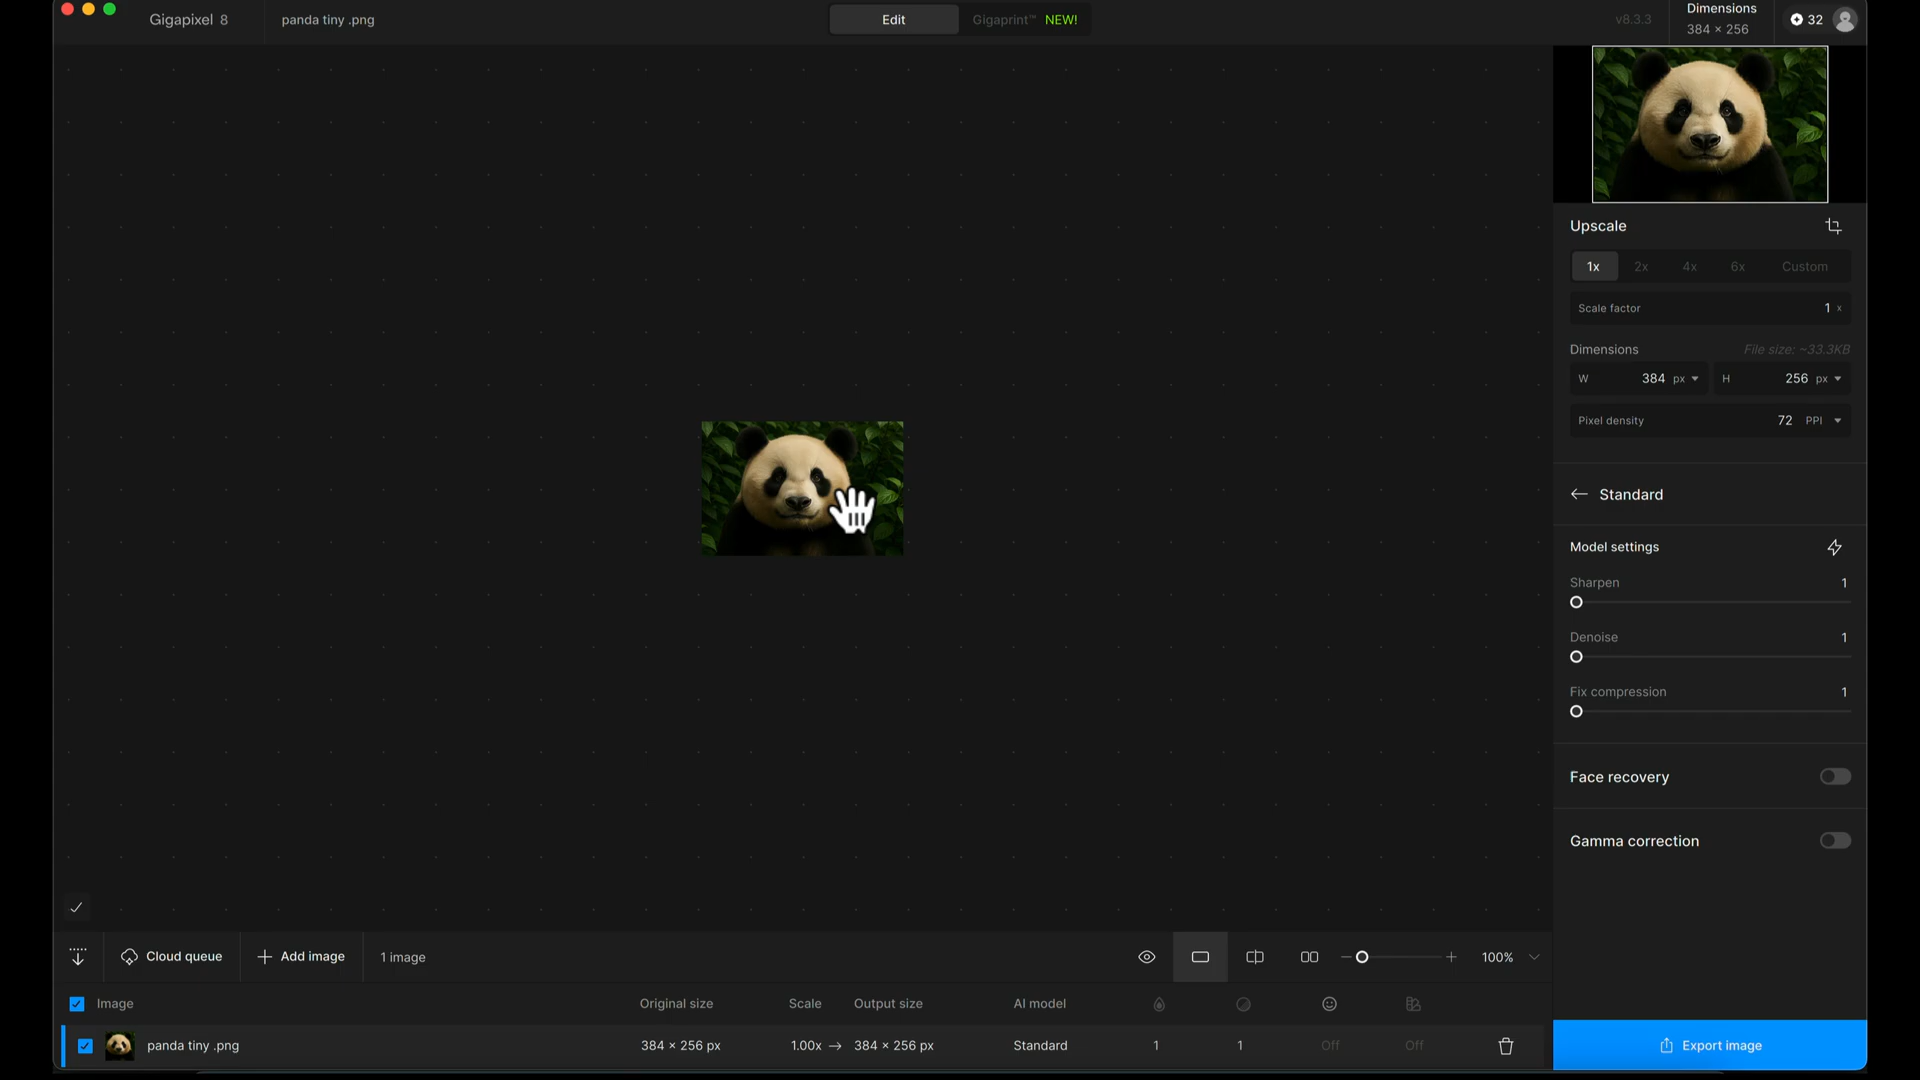 Gigapixel 8
panda tiny .png
Edit
Gigaprint™ NEW!
v8.3.3
Dimensions
384 × 256
32
Upscale
1x 2x 4x 6x Custom
Scale factor 1 x
Dimensions File size: ~33.3KB
W 384 px H 256 px
Pixel density 72 PPI
Standard
Model settings
Sharpen 1
Denoise 1
Fix compression 1
Face recovery
Gamma correction
Cloud queue
Add image
1 image
100%
Image Original size Scale Output size AI model
panda tiny .png 384 × 256 px 1.00x → 384 × 256 px Standard 1 1 Off Off
Export image